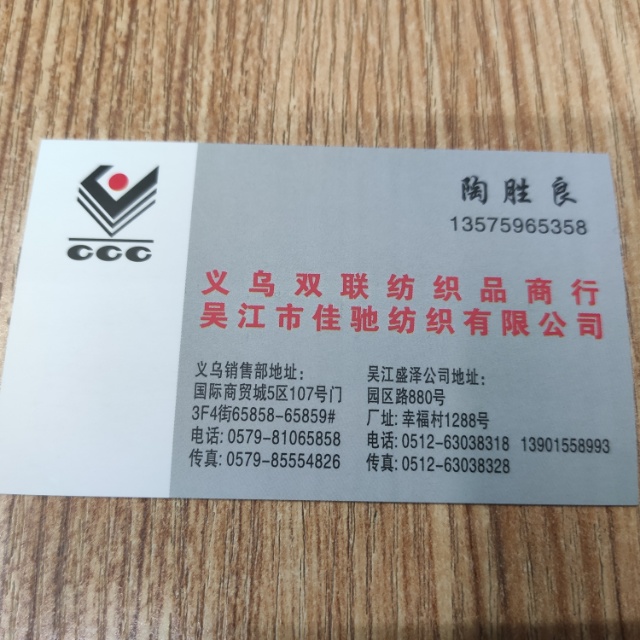 CCC
陶胜良
13575965358
义乌双联纺织品商行
吴江市佳驰纺织有限公司
义乌销售部地址：
国际商贸城5区107号门
3F4街65858-65859#
电话：0579-81065858
传真：0579-85554826
吴江盛泽公司地址：
园区路880号
厂址：幸福村1288号
电话：0512-63038318 13901558993
传真：0512-63038328